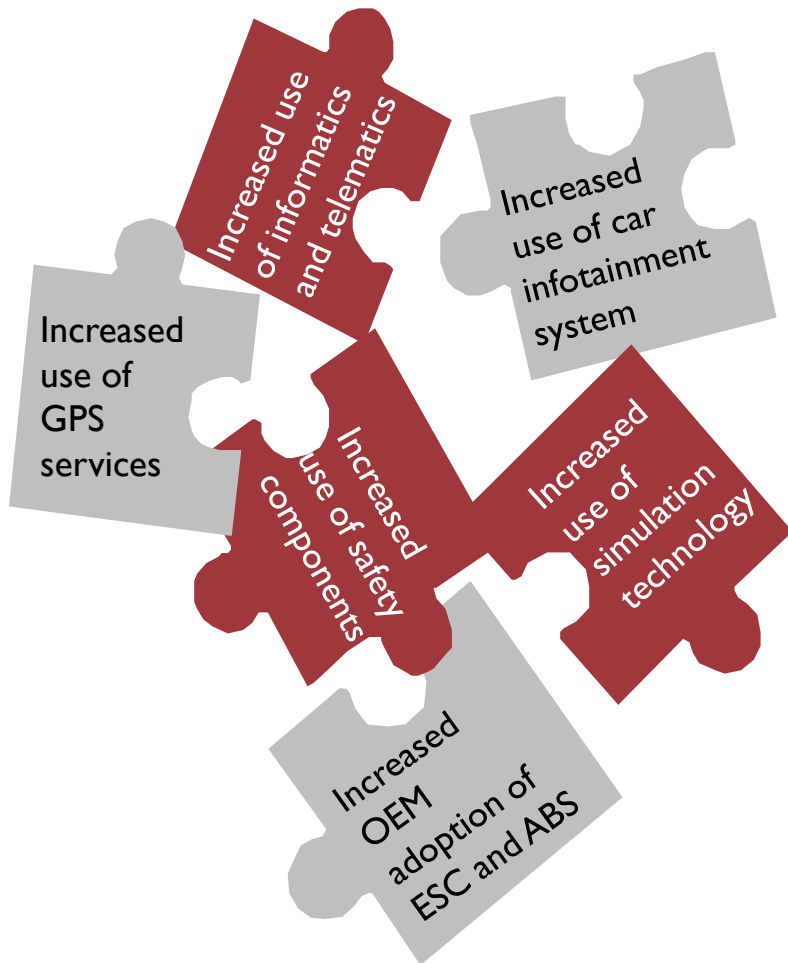 Increased use
of informatics
and telematics
Increased
use of car
infotainment
system
Increased
use of
GPS
services
Increased
use of safety
components
Increased
use of
simulation
technology
Increased
OEM
adoption of
ESC and ABS